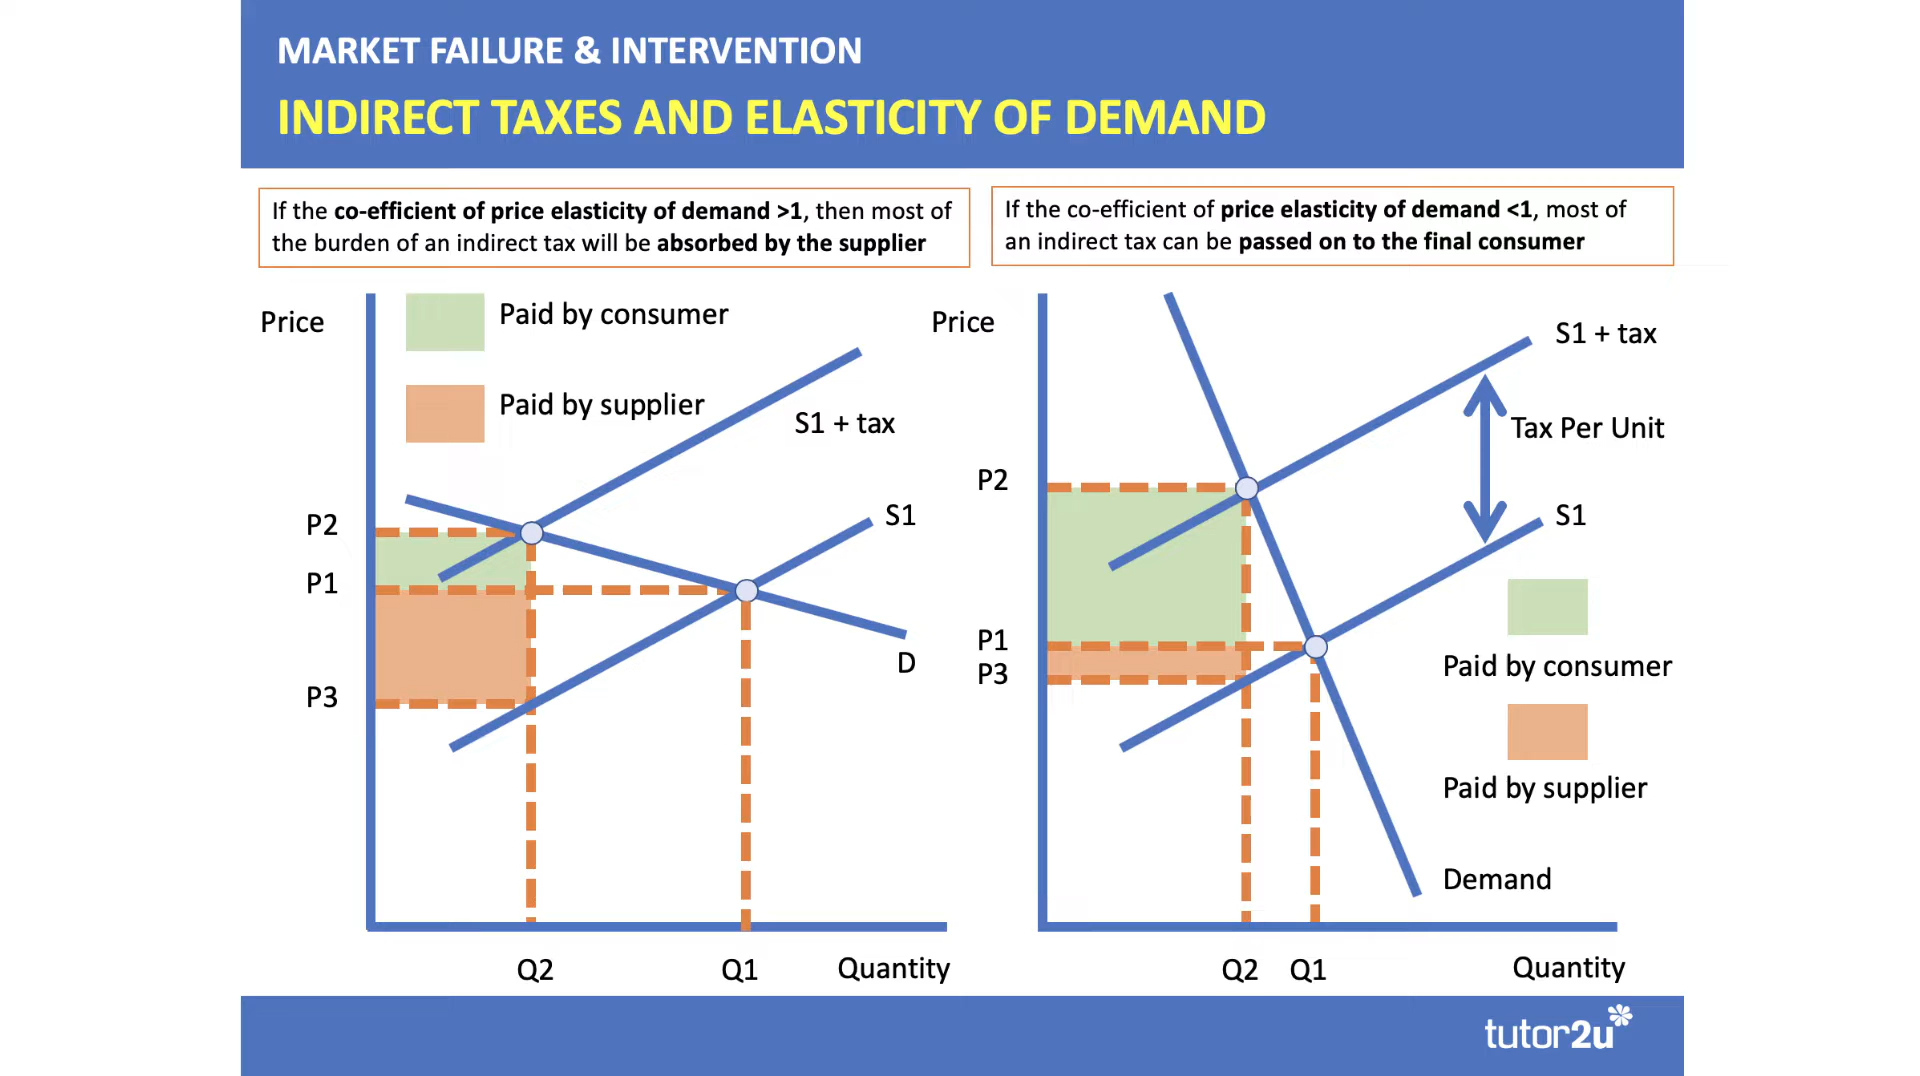 MARKET FAILURE & INTERVENTION
INDIRECT TAXES AND ELASTICITY OF DEMAND
If the co-efficient of price elasticity of demand >1, then most of
the burden of an indirect tax will be absorbed by the supplier
If the co-efficient of price elasticity of demand <1, most of
an indirect tax can be passed on to the final consumer
Price
Paid by consumer
Paid by supplier
S1 + tax
S1
P2
P1
P3
D
Q2
Q1
Quantity
Price
S1 + tax
Tax Per Unit
S1
P2
P1
P3
Paid by consumer
Paid by supplier
Demand
Q2
Q1
Quantity
tutor2u